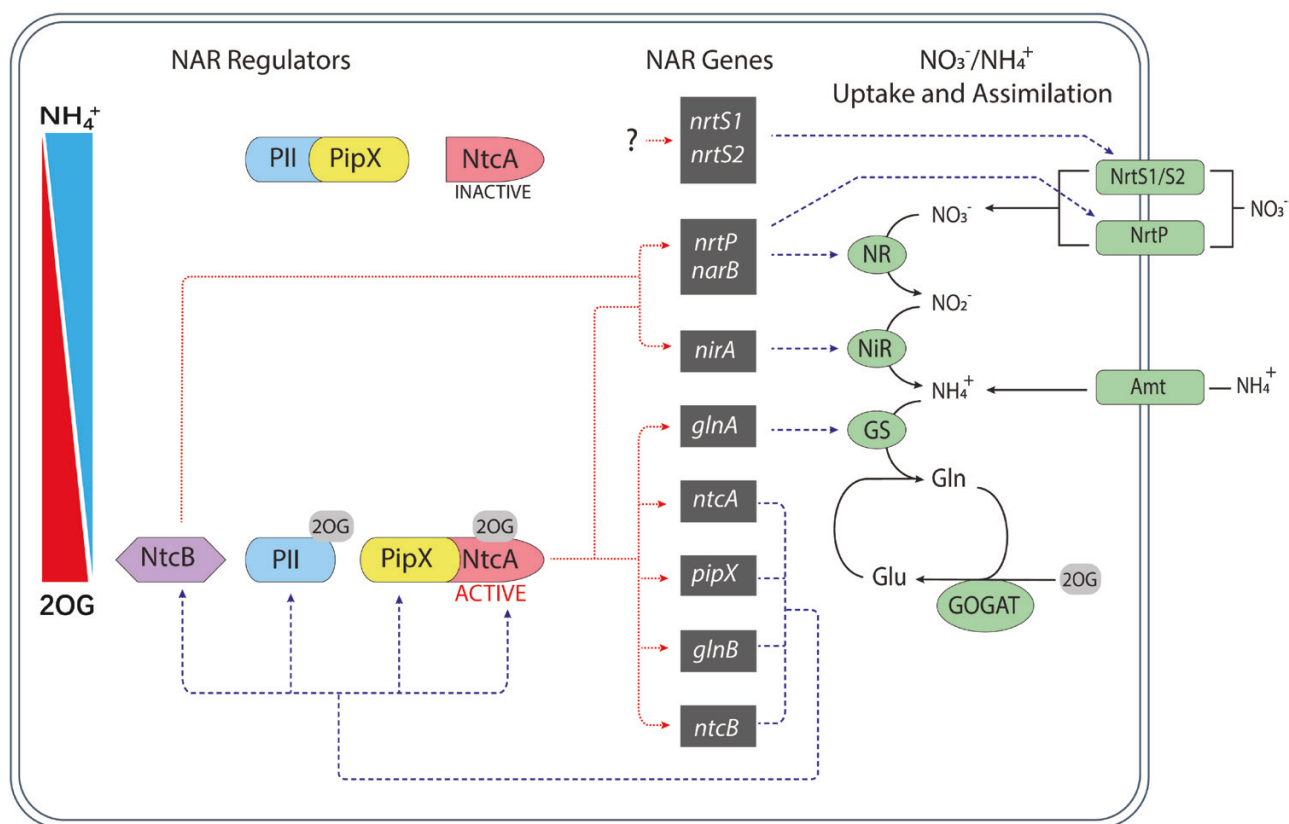 NAR Regulators
NAR Genes
NO₃⁻/NH₄⁺
Uptake and Assimilation
NH₄⁺
2OG
PII
PipX
NtcA
INACTIVE
?
nrtS1
nrtS2
nrtP
narB
nirA
glnA
ntcA
pipX
glnB
ntcB
NtcB
PII
2OG
PipX
NtcA
2OG
ACTIVE
NrtS1/S2
NrtP
NO₃⁻
NO₃⁻
NR
NO₂⁻
NiR
NH₄⁺
Amt
NH₄⁺
GS
Gln
Glu
2OG
GOGAT